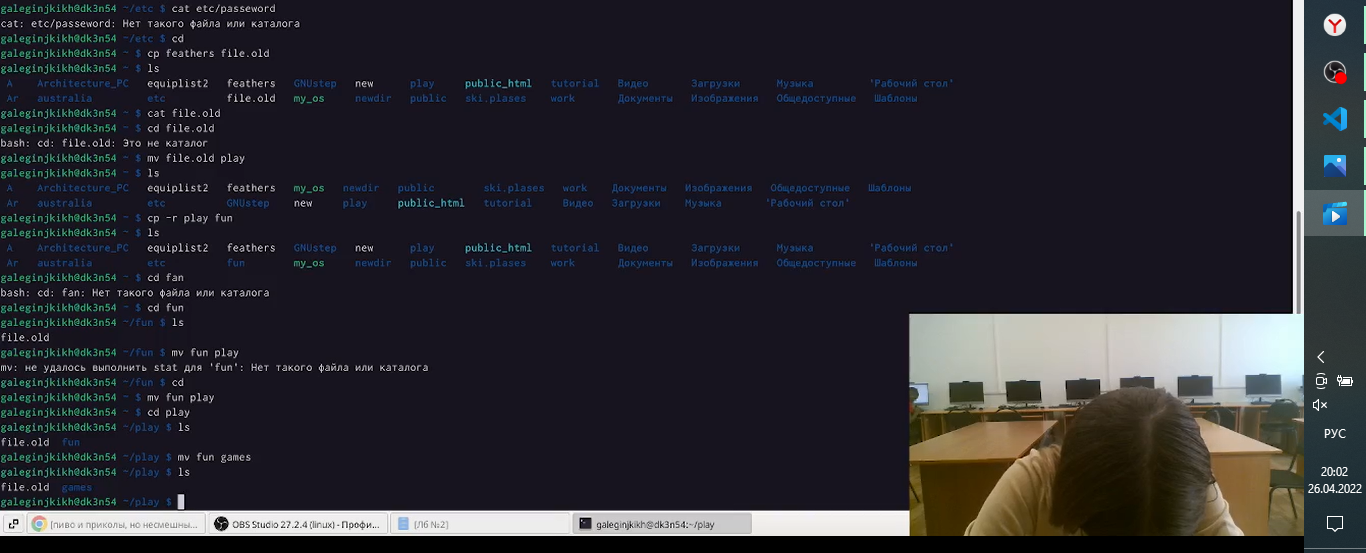 galeginjkikh@dk3n54 ~/etc $ cat etc/passeword
cat: etc/passeword: Нет такого файла или каталога
galeginjkikh@dk3n54 ~/etc $ cd
galeginjkikh@dk3n54 ~ $ cp feathers file.old
galeginjkikh@dk3n54 ~ $ ls
A Architecture_PC equiplist2 feathers GNUstep new play public_html tutorial Видео Загрузки Музыка 'Рабочий стол'
Ar australia etc file.old my_os newdir public ski.plases work Документы Изображения Общедоступные Шаблоны
galeginjkikh@dk3n54 ~ $ cat file.old
galeginjkikh@dk3n54 ~ $ cd file.old
bash: cd: file.old: Это не каталог
galeginjkikh@dk3n54 ~ $ mv file.old play
galeginjkikh@dk3n54 ~ $ ls
A Architecture_PC equiplist2 feathers my_os newdir public ski.plases work Документы Изображения Общедоступные Шаблоны
Ar australia etc GNUstep new play public_html tutorial Видео Загрузки Музыка 'Рабочий стол'
galeginjkikh@dk3n54 ~ $ cp -r play fun
galeginjkikh@dk3n54 ~ $ ls
A Architecture_PC equiplist2 feathers GNUstep new play public_html tutorial Видео Загрузки Музыка 'Рабочий стол'
Ar australia etc fun my_os newdir public ski.plases work Документы Изображения Общедоступные Шаблоны
galeginjkikh@dk3n54 ~ $ cd fan
bash: cd: fan: Нет такого файла или каталога
galeginjkikh@dk3n54 ~ $ cd fun
galeginjkikh@dk3n54 ~/fun $ ls
file.old
galeginjkikh@dk3n54 ~/fun $ mv fun play
mv: не удалось выполнить stat для 'fun': Нет такого файла или каталога
galeginjkikh@dk3n54 ~/fun $ cd
galeginjkikh@dk3n54 ~ $ mv fun play
galeginjkikh@dk3n54 ~ $ cd play
galeginjkikh@dk3n54 ~/play $ ls
file.old fun
galeginjkikh@dk3n54 ~/play $ mv fun games
galeginjkikh@dk3n54 ~/play $ ls
file.old games
galeginjkikh@dk3n54 ~/play $
[пиво и приколы, но несмешны... OBS Studio 27.2.4 (linux) - Профи... [Лб №2] galeginjkikh@dk3n54:~/play
РУС
20:02
26.04.2022